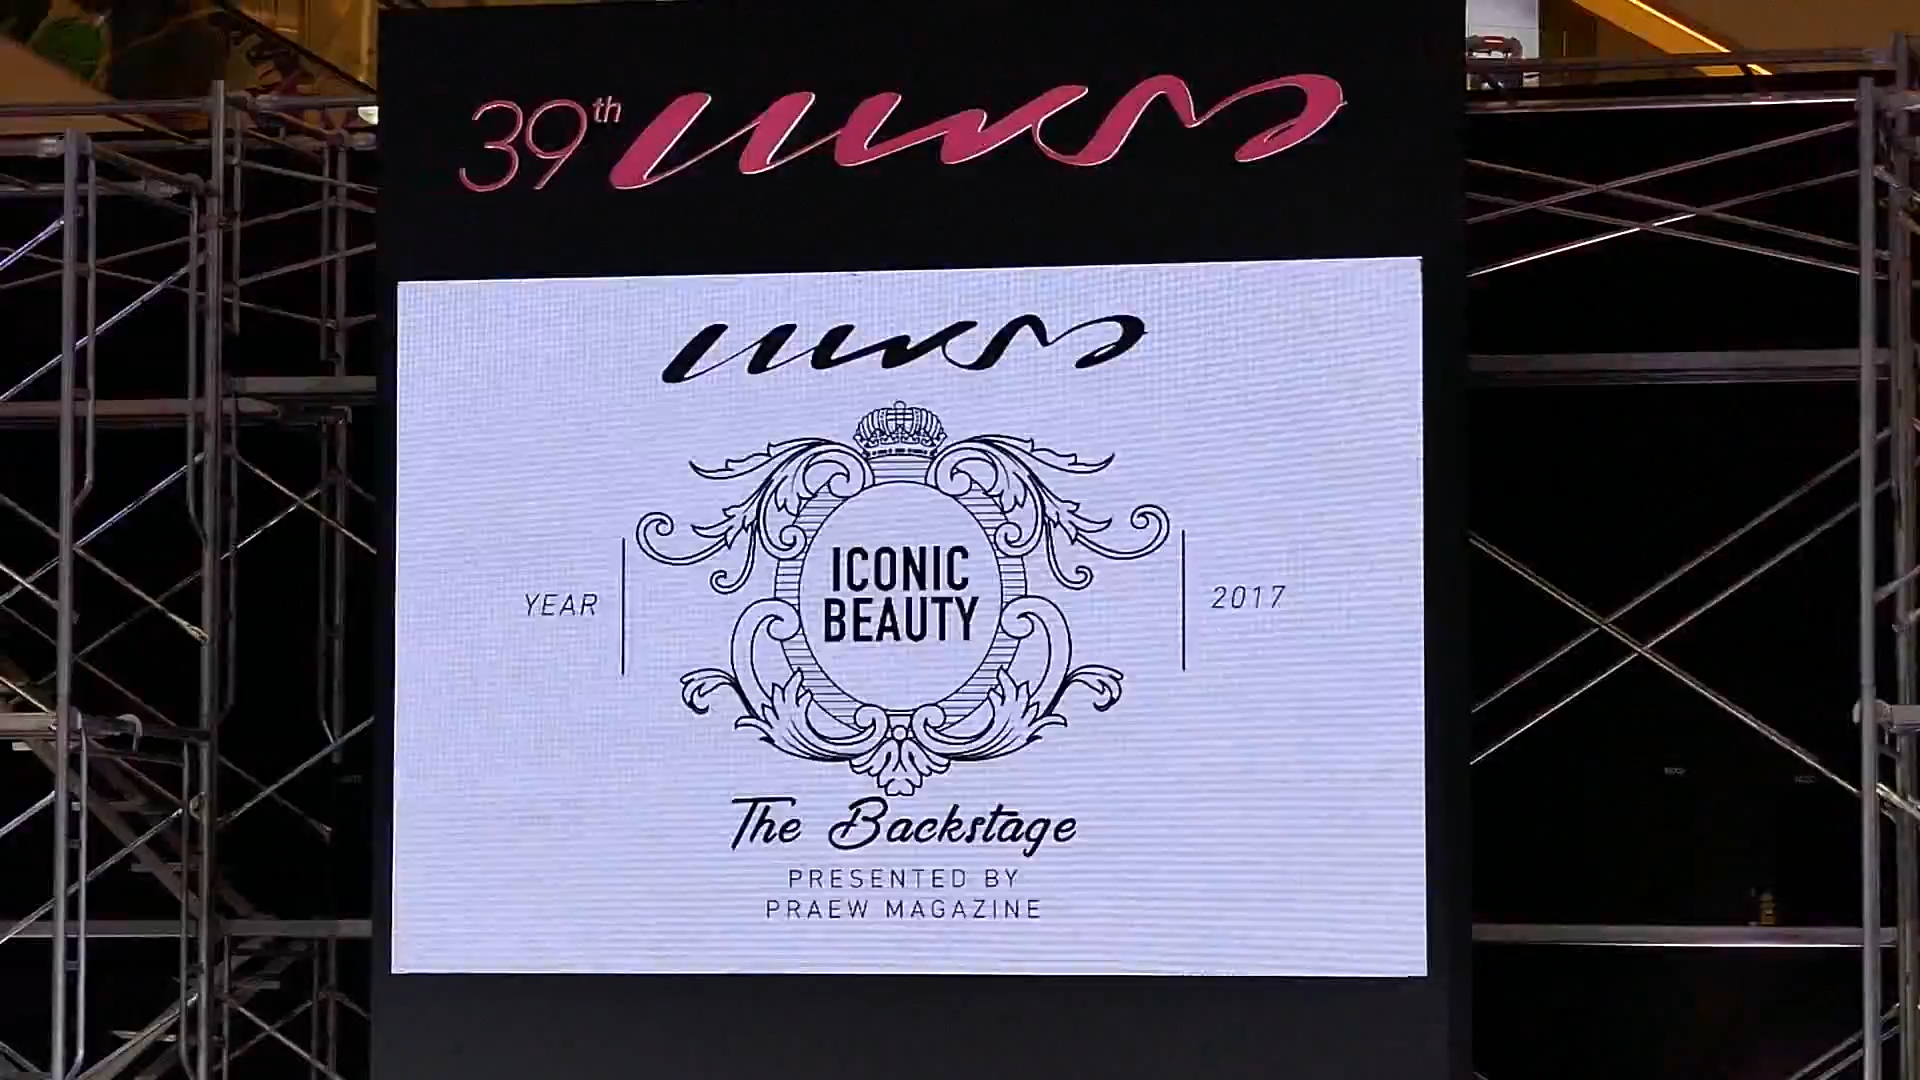 39th แพรว
แพรว
ICONIC
BEAUTY
YEAR
2017
The Backstage
PRESENTED BY
PRAEW MAGAZINE